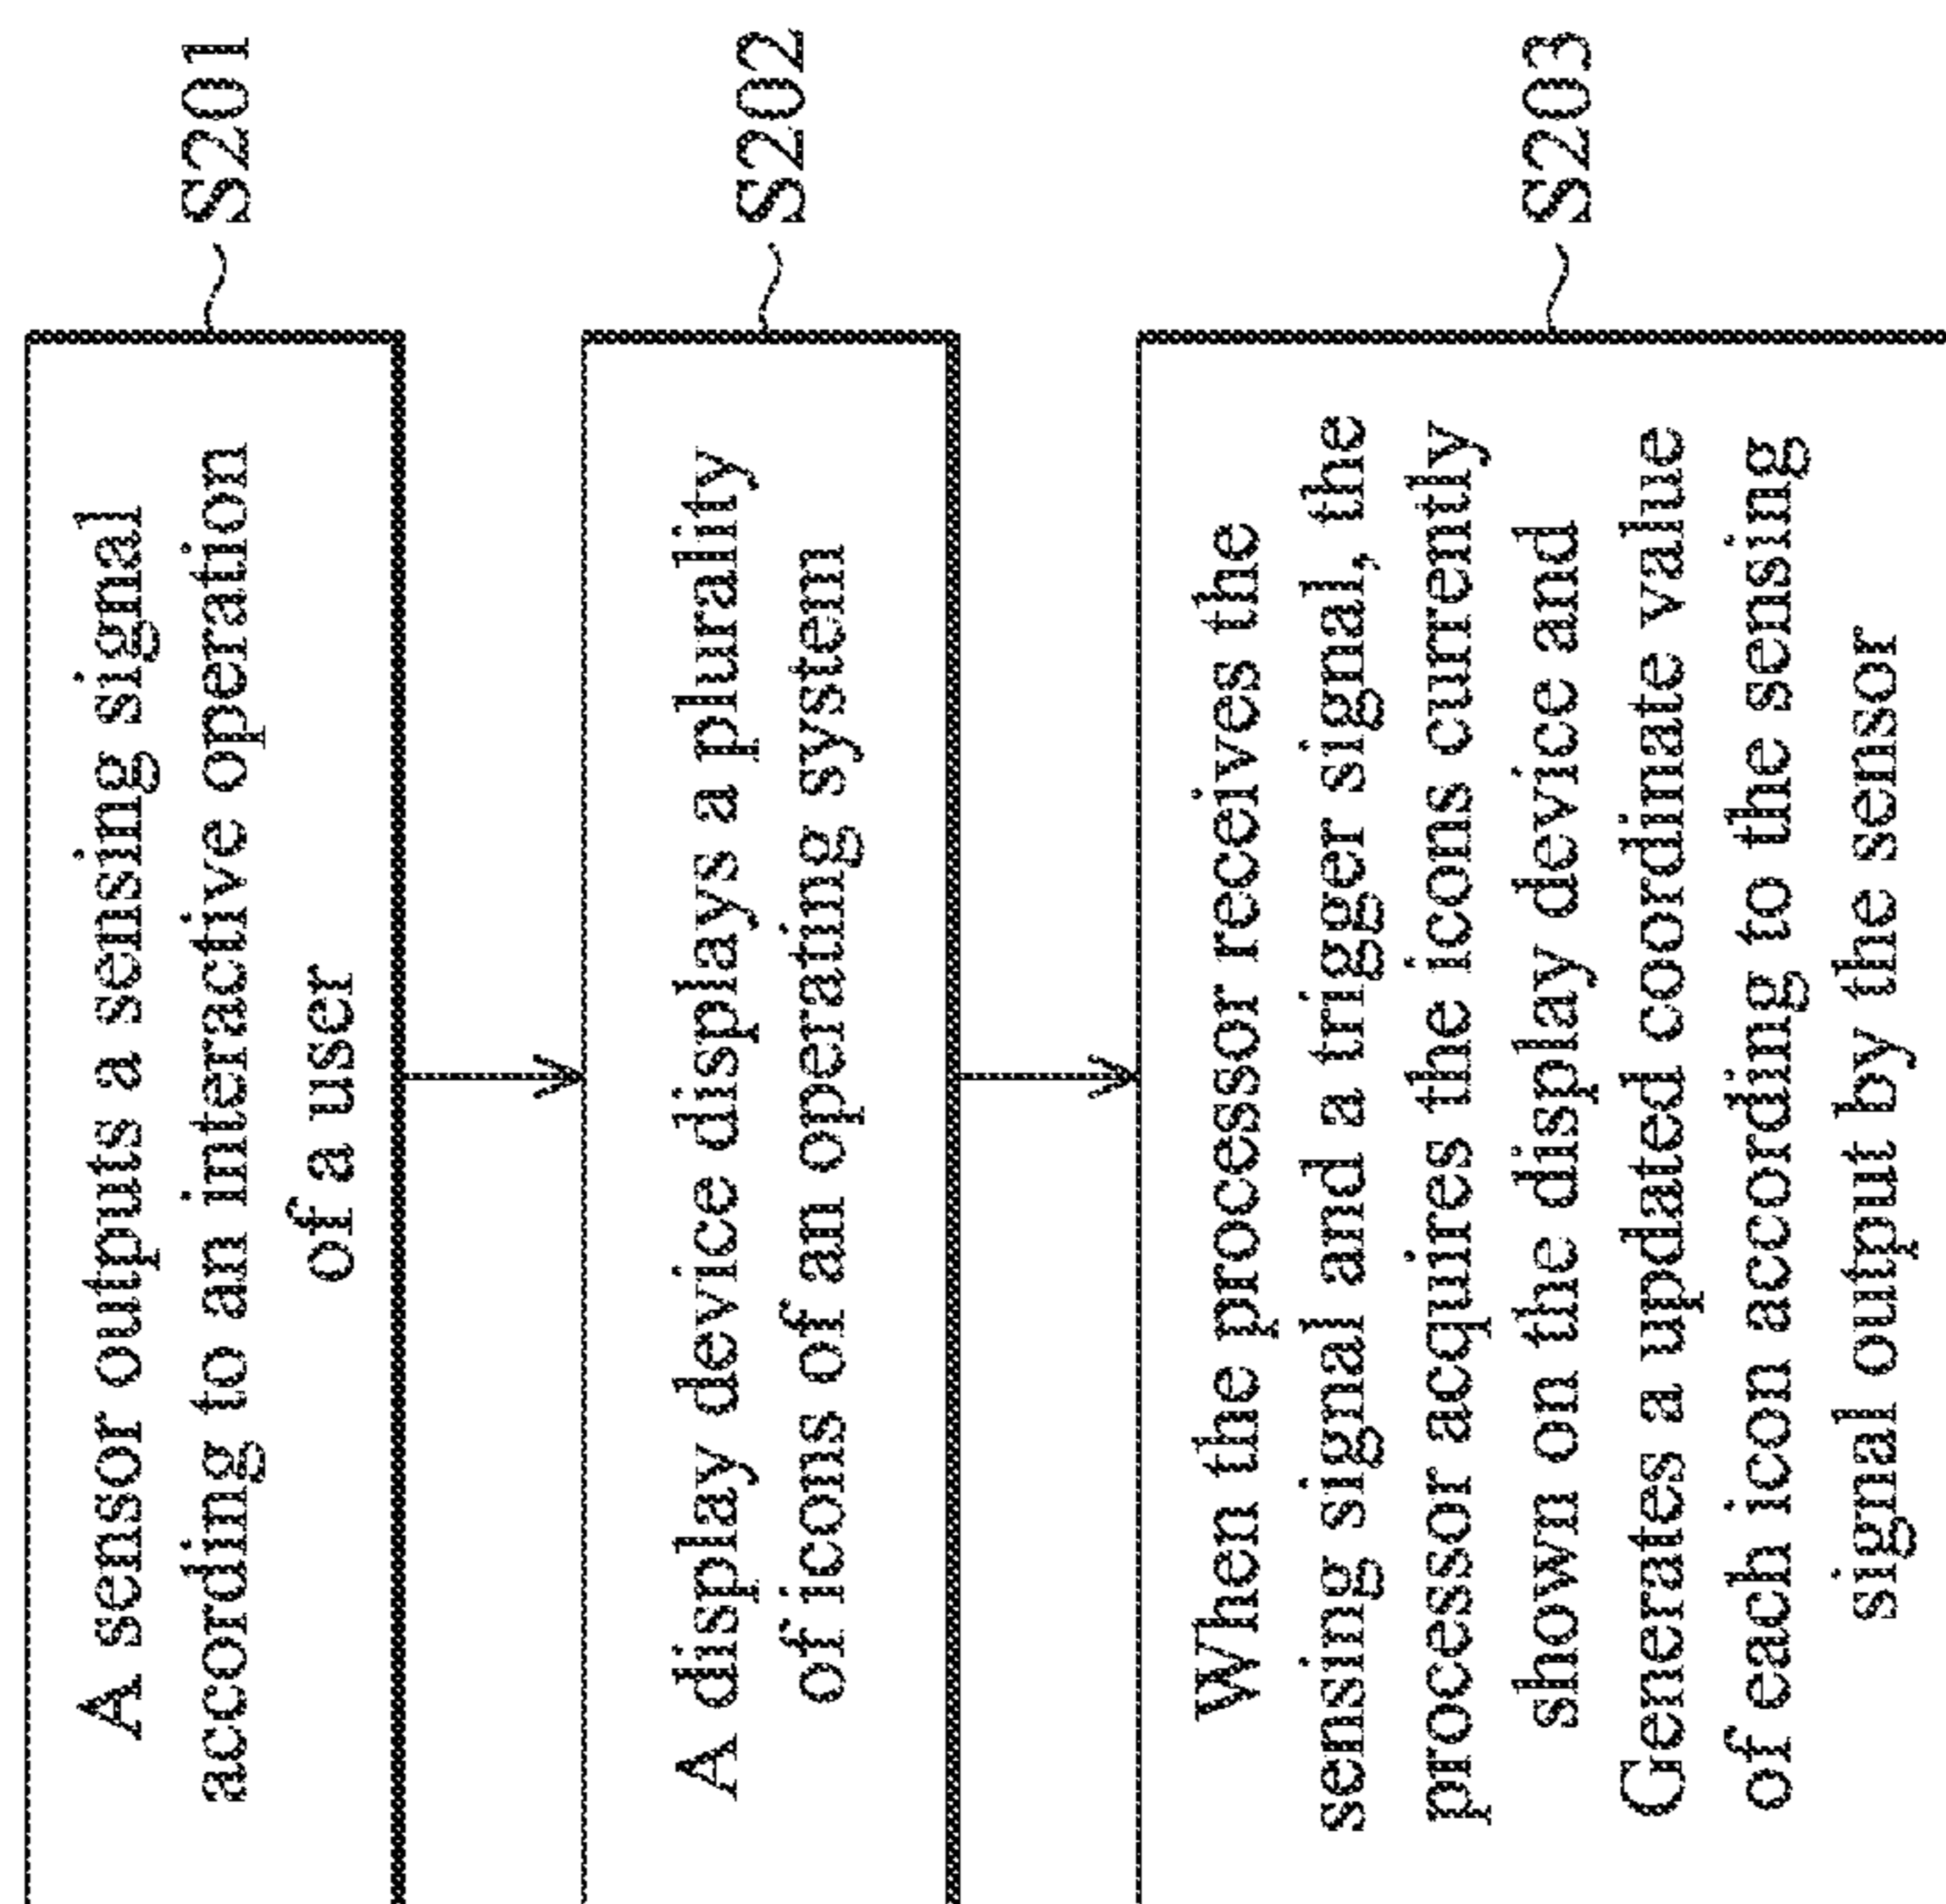 A sensor outputs a sensing signal
according to an interactive operation
of a user
S201
A display device displays a plurality
of icons of an operating system
S202
When the processor receives the
sensing signal and a trigger signal, the
processor acquires the icons currently
shown on the display device and
Generates a updated coordinate value
of each icon according to the sensing
signal output by the sensor
S203